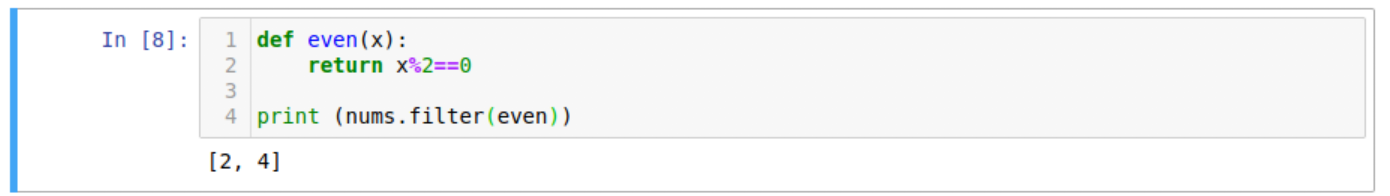 In [8]:
1 def even(x):
2     return x%2==0
3
4 print (nums.filter(even))
[2, 4]